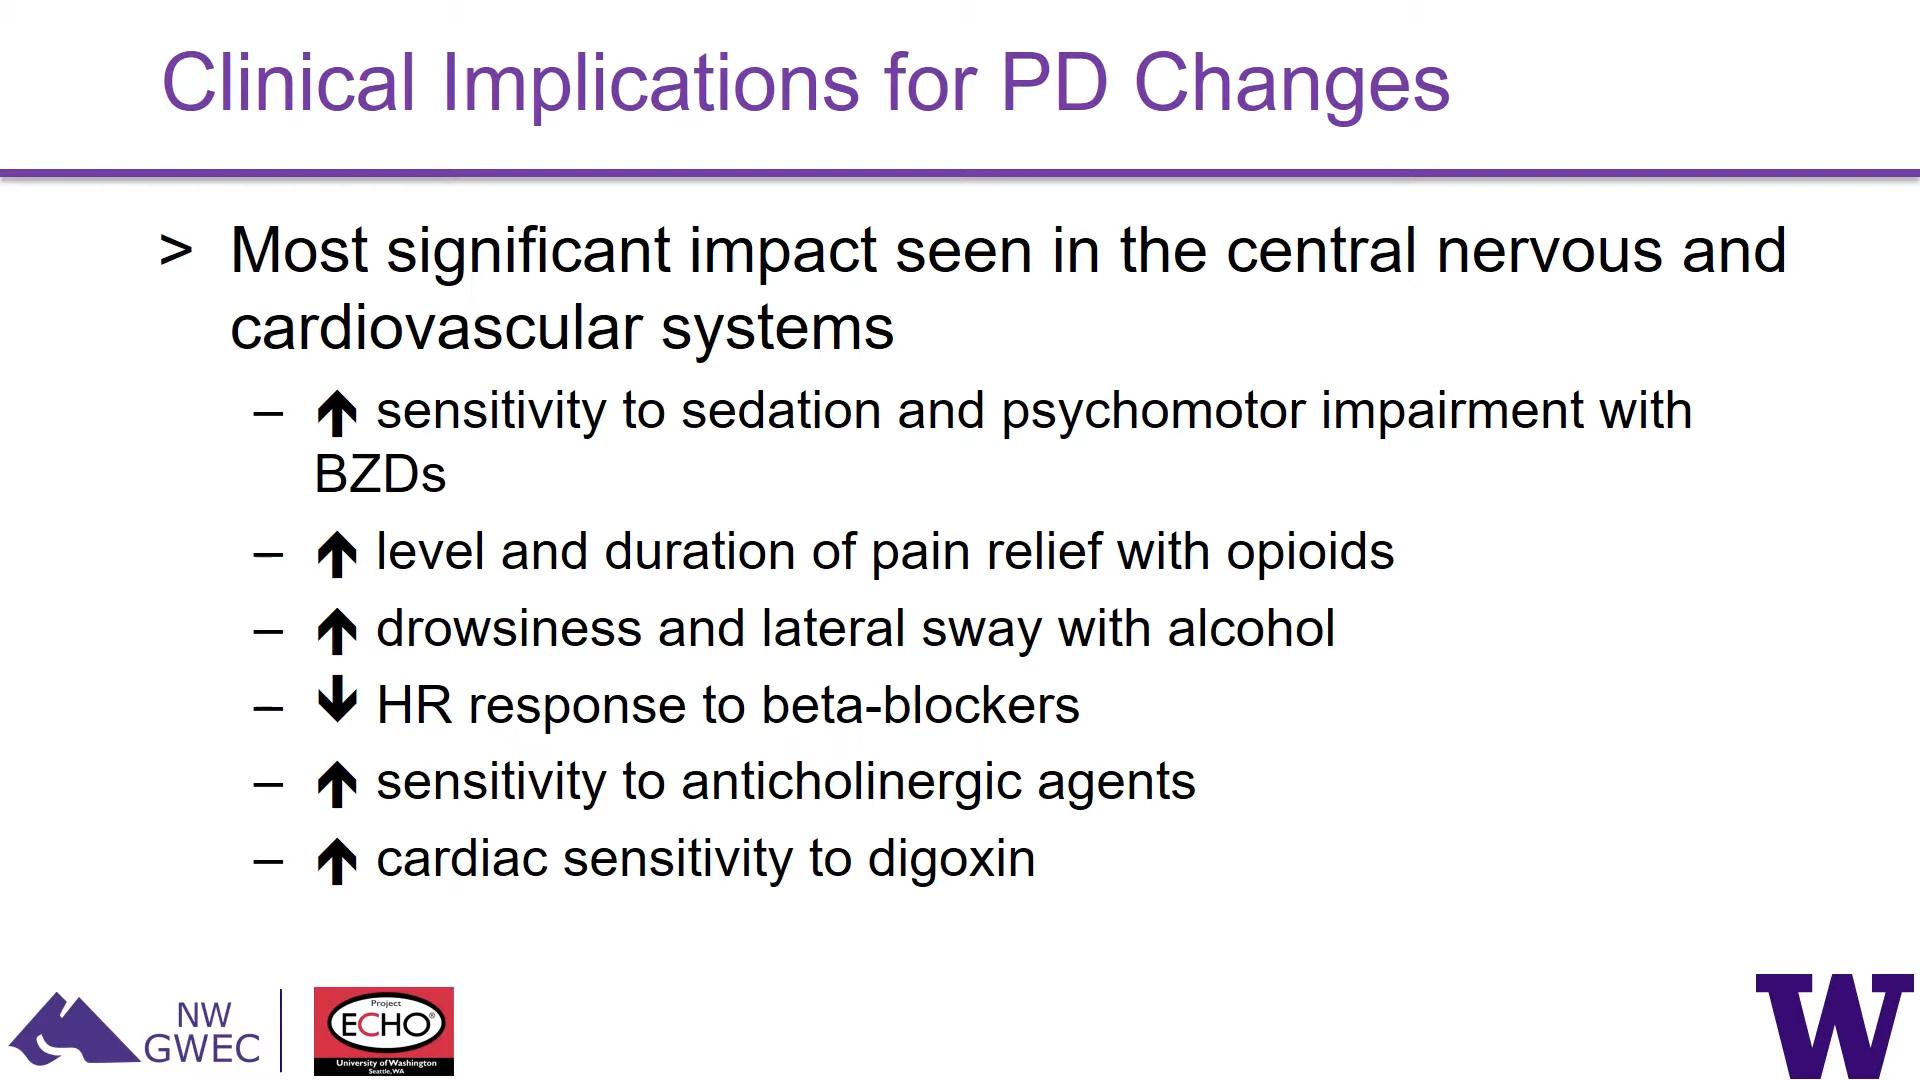 Clinical Implications for PD Changes
> Most significant impact seen in the central nervous and
cardiovascular systems
– ↑ sensitivity to sedation and psychomotor impairment with
BZDs
– ↑ level and duration of pain relief with opioids
– ↑ drowsiness and lateral sway with alcohol
– ↓ HR response to beta-blockers
– ↑ sensitivity to anticholinergic agents
– ↑ cardiac sensitivity to digoxin
NW
GWEC
Project
ECHO®
University of Washington
Seattle, WA
W